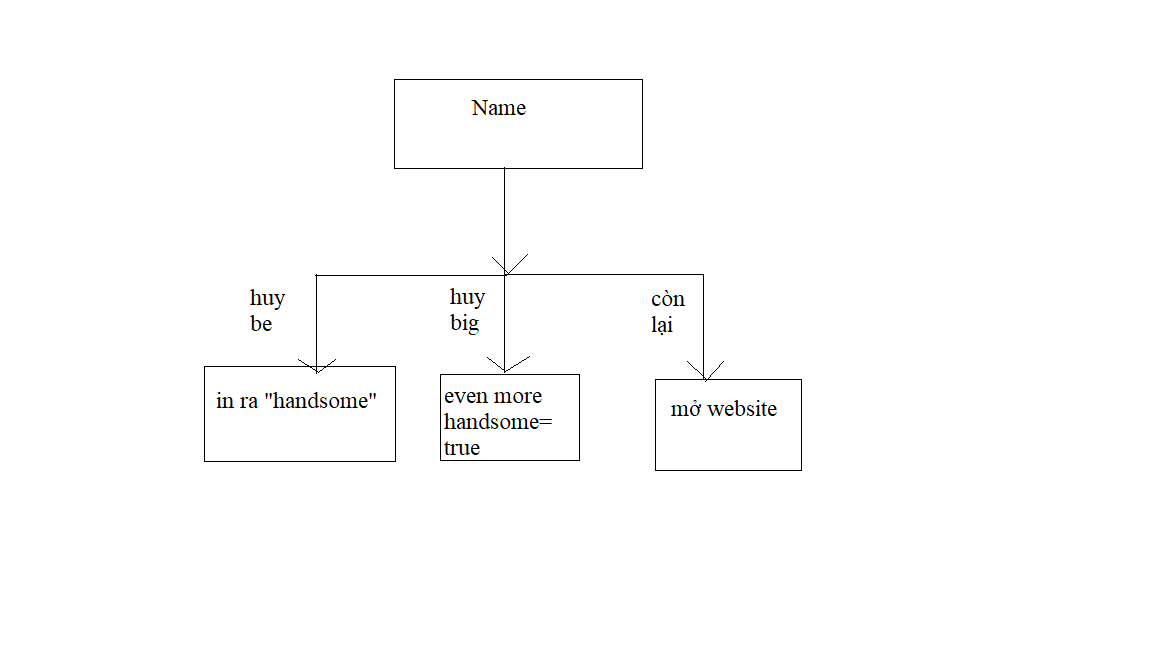 Name
huy
be
huy
big
còn
lại
in ra "handsome"
even more
handsome=
true
mở website